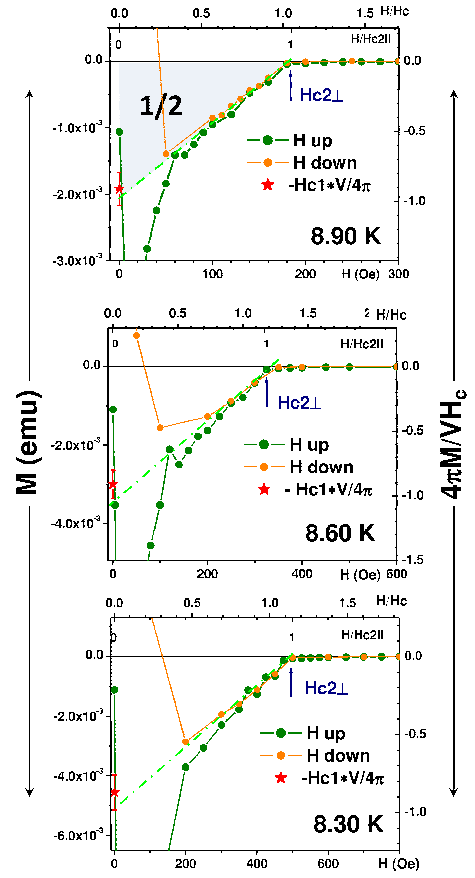 H/Hc
0.0 0.5 1.0 1.5
H/Hc2II
0 1
0.0 0.0
1/2
Hc2⊥
-1.0x10⁻³ -0.5
H up
H down
-Hc1*V/4π
-2.0x10⁻³ -1.0
8.90 K
-3.0x10⁻³
0 100 200 300
H (Oe)
H/Hc
0.0 0.5 1.0 1.5 2
H/Hc2II
0 1
0.0 0.0
Hc2⊥
-2.0x10⁻³ -0.5
H up
H down
- Hc1*V/4π
-4.0x10⁻³ -1.0
8.60 K
-1.5
0 200 400 600
H (Oe)
H/Hc
0.0 0.5 1.0 1.5
H/Hc2II
0 1
0.0 0.0
Hc2⊥
-2.0x10⁻³ -0.5
H up
H down
-Hc1*V/4π
-4.0x10⁻³ -1.0
8.30 K
-6.0x10⁻³
0 200 400 600 800
H (Oe)
M (emu)
4πM/VHc